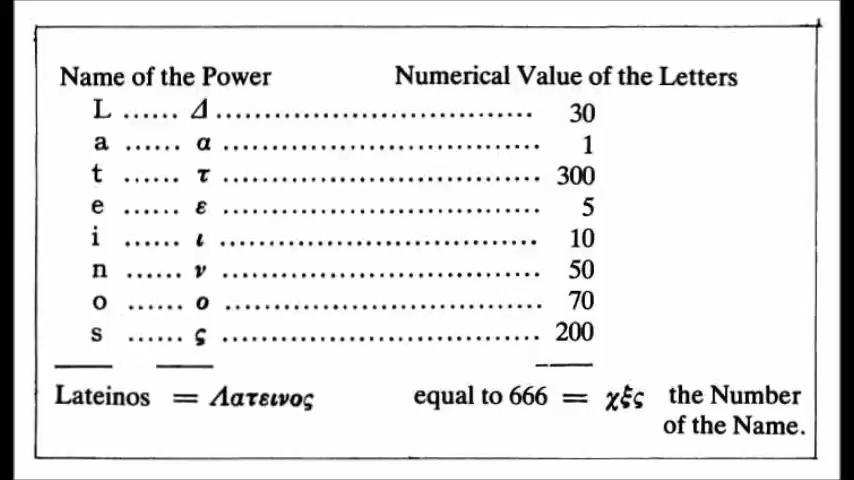 Name of the Power Numerical Value of the Letters
L ...... Δ .................................. 30
a ...... α .................................. 1
t ...... τ .................................. 300
e ...... ε .................................. 5
i ...... ι .................................. 10
n ...... ν .................................. 50
o ...... ο .................................. 70
s ...... ς .................................. 200
Lateinos = Λατεινος equal to 666 = χξς the Number
of the Name.